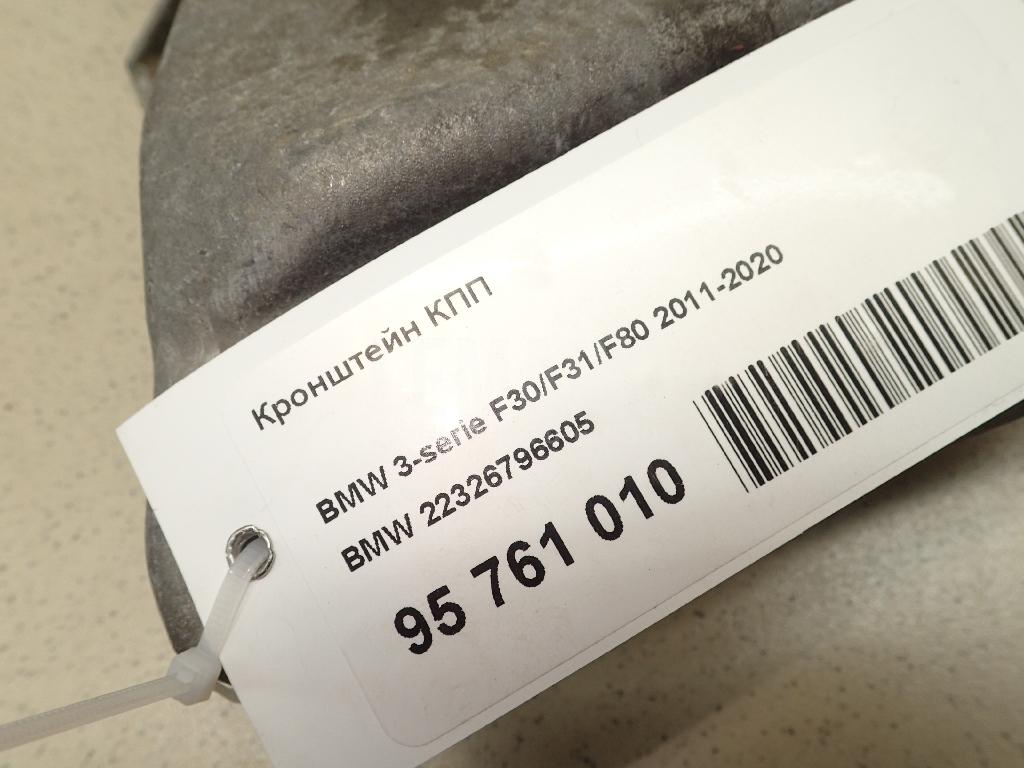 Кронштейн КПП
BMW 3-serie F30/F31/F80 2011-2020
BMW 22326796605
95 761 010